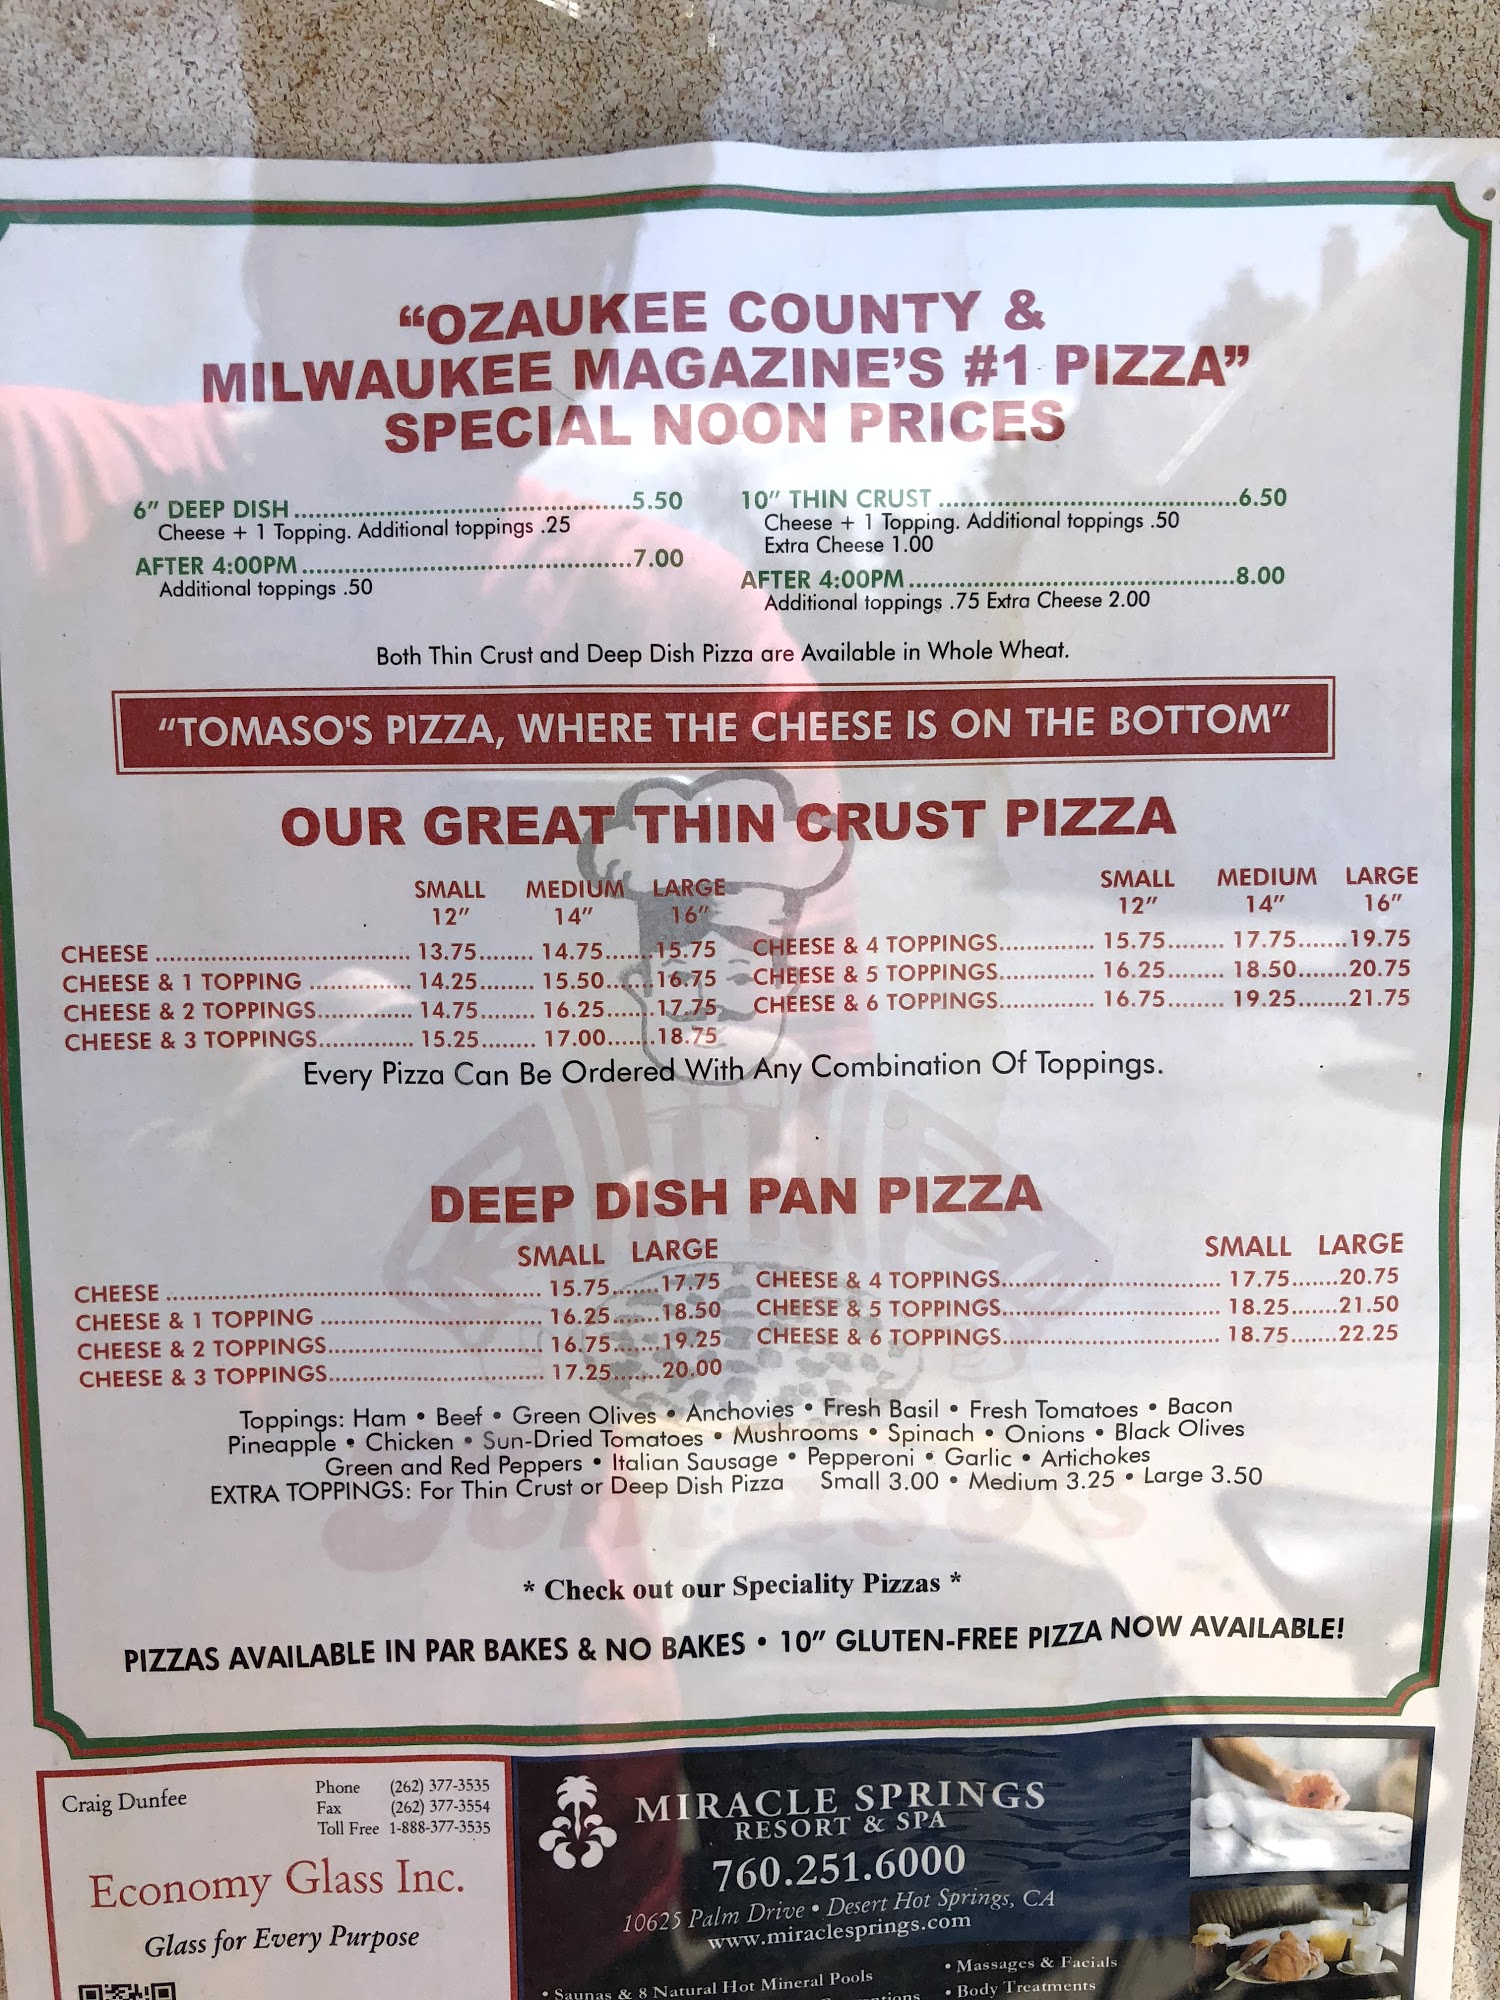 “OZAUKEE COUNTY &
MILWAUKEE MAGAZINE’S #1 PIZZA”
SPECIAL NOON PRICES
6” DEEP DISH..........5.50
Cheese + 1 Topping. Additional toppings .25
AFTER 4:00PM..........7.00
Additional toppings .50
10” THIN CRUST..........6.50
Cheese + 1 Topping. Additional toppings .50
Extra Cheese 1.00
AFTER 4:00PM..........8.00
Additional toppings .75 Extra Cheese 2.00
Both Thin Crust and Deep Dish Pizza are Available in Whole Wheat.
“TOMASO'S PIZZA, WHERE THE CHEESE IS ON THE BOTTOM”
OUR GREAT THIN CRUST PIZZA
SMALL MEDIUM LARGE
12” 14” 16”
CHEESE.......... 13.75........ 14.75.......15.75
CHEESE & 1 TOPPING.......... 14.25........ 15.50.......16.75
CHEESE & 2 TOPPINGS.......... 14.75........ 16.25.......17.75
CHEESE & 3 TOPPINGS.......... 15.25........ 17.00.......18.75
SMALL MEDIUM LARGE
12” 14” 16”
CHEESE & 4 TOPPINGS.......... 15.75........ 17.75.......19.75
CHEESE & 5 TOPPINGS.......... 16.25........ 18.50.......20.75
CHEESE & 6 TOPPINGS.......... 16.75........ 19.25.......21.75
Every Pizza Can Be Ordered With Any Combination Of Toppings.
DEEP DISH PAN PIZZA
SMALL LARGE
CHEESE.......... 15.75.......17.75
CHEESE & 1 TOPPING.......... 16.25.......18.50
CHEESE & 2 TOPPINGS.......... 16.75.......19.25
CHEESE & 3 TOPPINGS.......... 17.25.......20.00
SMALL LARGE
CHEESE & 4 TOPPINGS.......... 17.75.......20.75
CHEESE & 5 TOPPINGS.......... 18.25.......21.50
CHEESE & 6 TOPPINGS.......... 18.75.......22.25
Toppings: Ham • Beef • Green Olives • Anchovies • Fresh Basil • Fresh Tomatoes • Bacon
Pineapple • Chicken • Sun-Dried Tomatoes • Mushrooms • Spinach • Onions • Black Olives
Green and Red Peppers • Italian Sausage • Pepperoni • Garlic • Artichokes
EXTRA TOPPINGS: For Thin Crust or Deep Dish Pizza Small 3.00 • Medium 3.25 • Large 3.50
* Check out our Speciality Pizzas *
PIZZAS AVAILABLE IN PAR BAKES & NO BAKES • 10” GLUTEN-FREE PIZZA NOW AVAILABLE!
Craig Dunfee
Phone (262) 377-3535
Fax (262) 377-3554
Toll Free 1-888-377-3535
Economy Glass Inc.
Glass for Every Purpose
MIRACLE SPRINGS
RESORT & SPA
760.251.6000
10625 Palm Drive • Desert Hot Springs, CA
www.miraclesprings.com
• Saunas & 8 Natural Hot Mineral Pools
• Massages & Facials
• Body Treatments